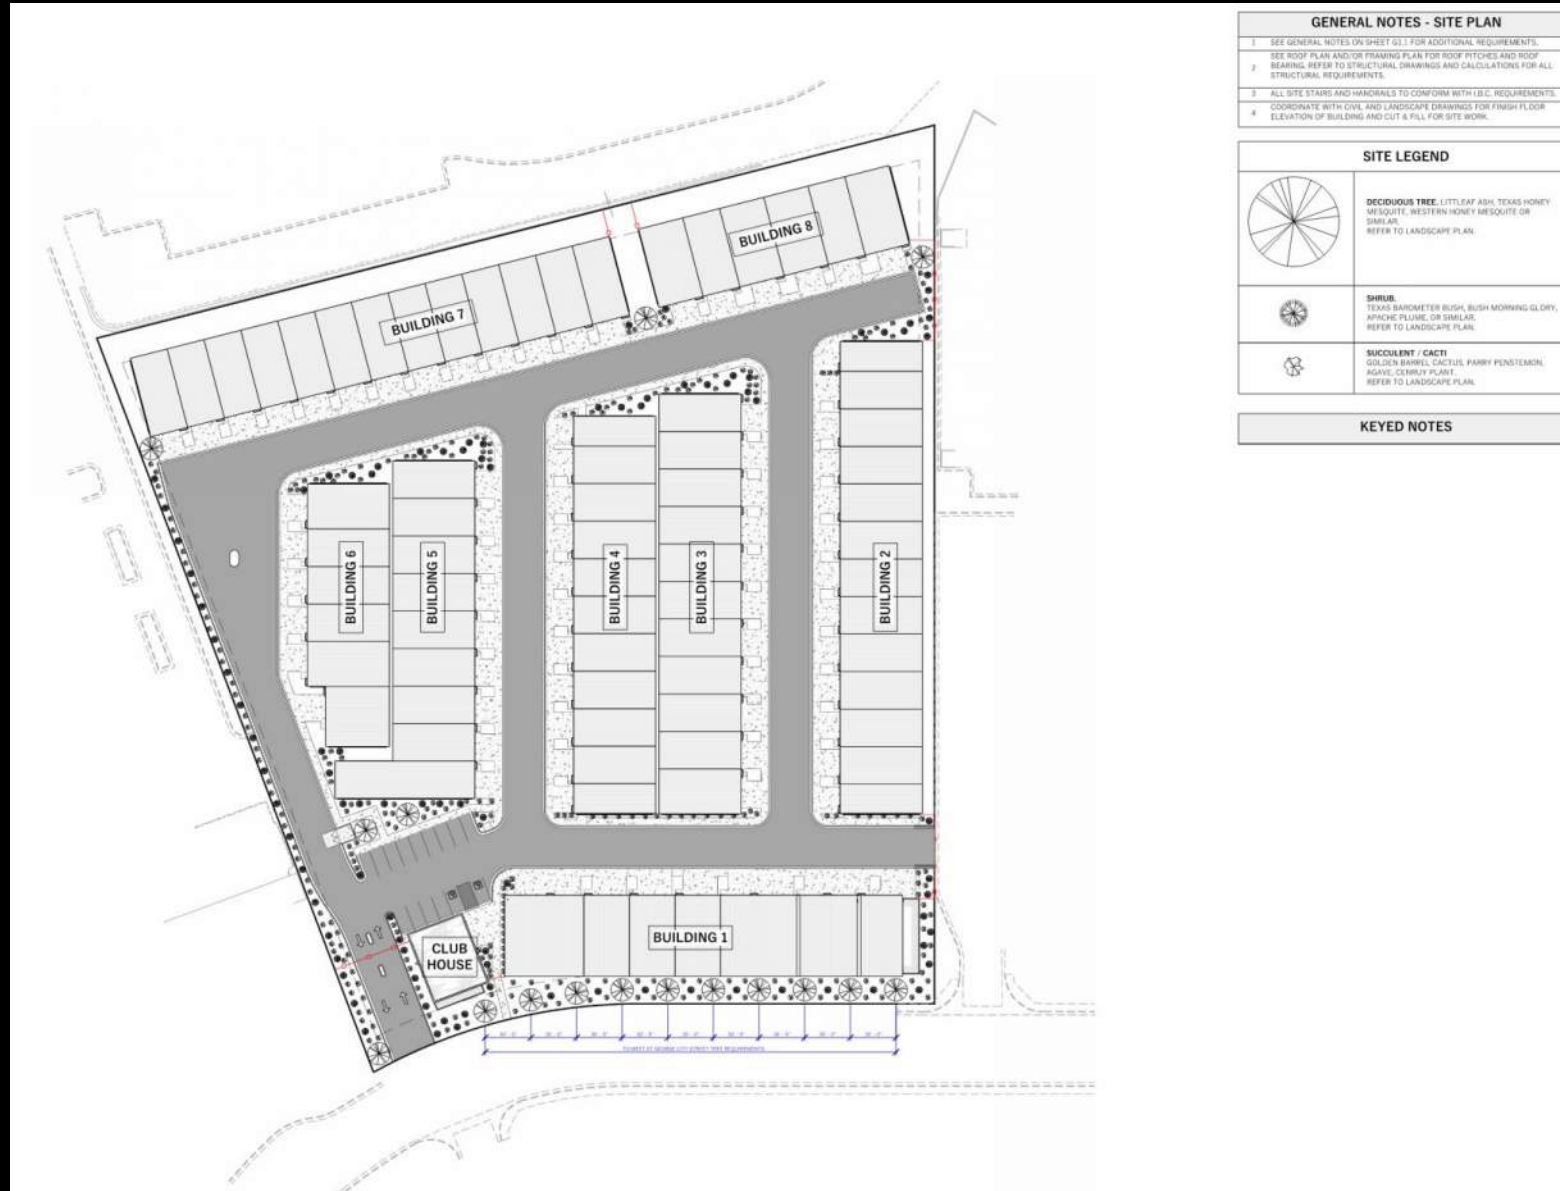 GENERAL NOTES - SITE PLAN
1 SEE GENERAL NOTES ON SHEET G1.1 FOR ADDITIONAL REQUIREMENTS.
SEE ROOF PLAN AND/OR FRAMING PLAN FOR ROOF PITCHES AND ROOF
2 BEARING. REFER TO STRUCTURAL DRAWINGS AND CALCULATIONS FOR ALL
STRUCTURAL REQUIREMENTS.
3 ALL SITE STAIRS AND HANDRAILS TO CONFORM WITH I.B.C. REQUIREMENTS.
4 COORDINATE WITH CIVIL AND LANDSCAPE DRAWINGS FOR FINISH FLOOR
ELEVATION OF BUILDING AND CUT & FILL FOR SITE WORK.
SITE LEGEND
DECIDUOUS TREE. LITTLEAF ASH, TEXAS HONEY
MESQUITE, WESTERN HONEY MESQUITE OR
SIMILAR.
REFER TO LANDSCAPE PLAN.
SHRUB.
TEXAS BAROMETER BUSH, BUSH MORNING GLORY,
APACHE PLUME, OR SIMILAR.
REFER TO LANDSCAPE PLAN.
SUCCULENT / CACTI
GOLDEN BARREL CACTUS, PARRY PENSTEMON,
AGAVE, PLANT.
REFER TO LANDSCAPE PLAN.
KEYED NOTES
BUILDING 8
BUILDING 7
BUILDING 6
BUILDING 5
BUILDING 4
BUILDING 3
BUILDING 2
BUILDING 1
CLUB
HOUSE